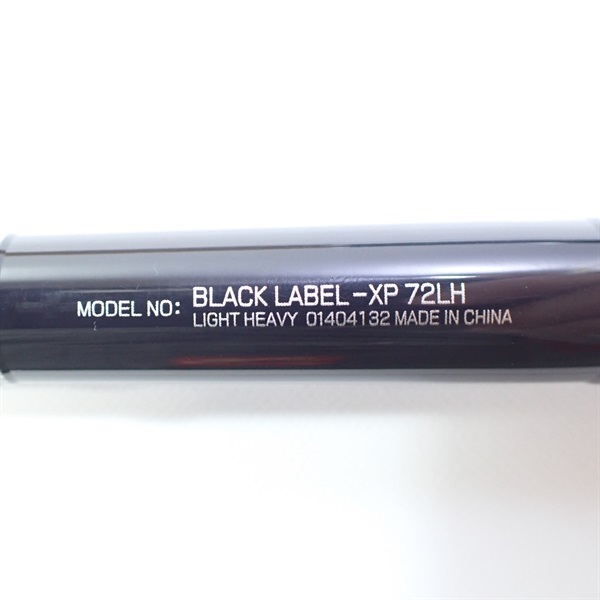 MODEL NO: BLACK LABEL-XP 72LH
LIGHT HEAVY 01404132 MADE IN CHINA